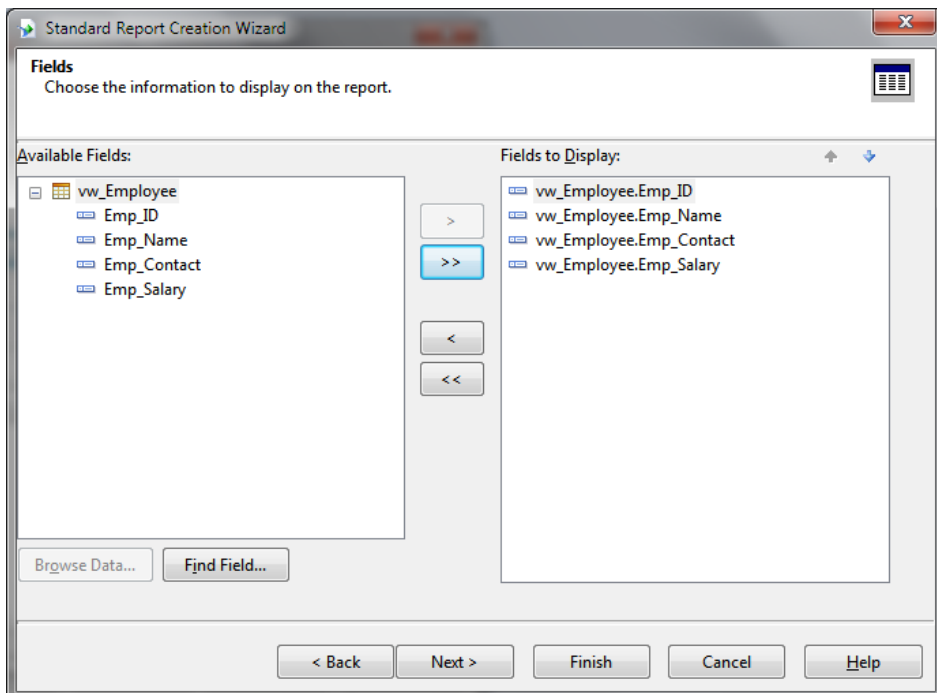 Standard Report Creation Wizard
X
Fields
Choose the information to display on the report.
Available Fields:
Fields to Display:
vw_Employee
Emp_ID
Emp_Name
Emp_Contact
Emp_Salary
>
>>
<
<<
vw_Employee.Emp_ID
vw_Employee.Emp_Name
vw_Employee.Emp_Contact
vw_Employee.Emp_Salary
Browse Data...
Find Field...
< Back
Next >
Finish
Cancel
Help